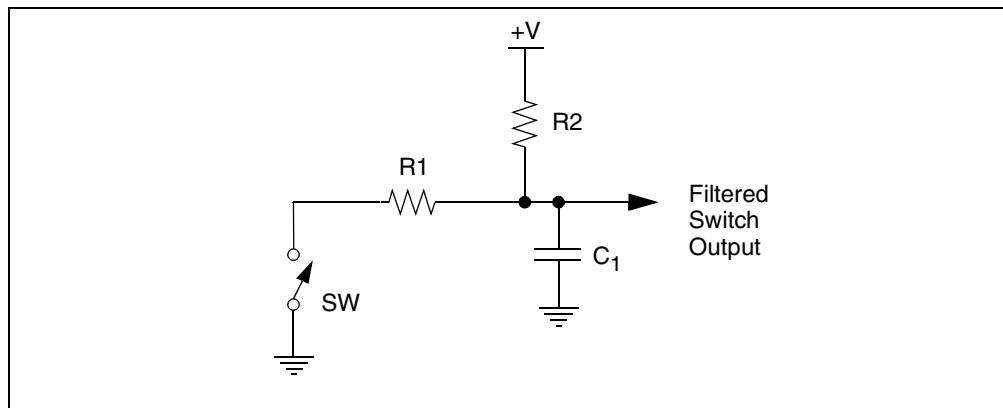 +V
R2
R1
Filtered
Switch
Output
C1
SW